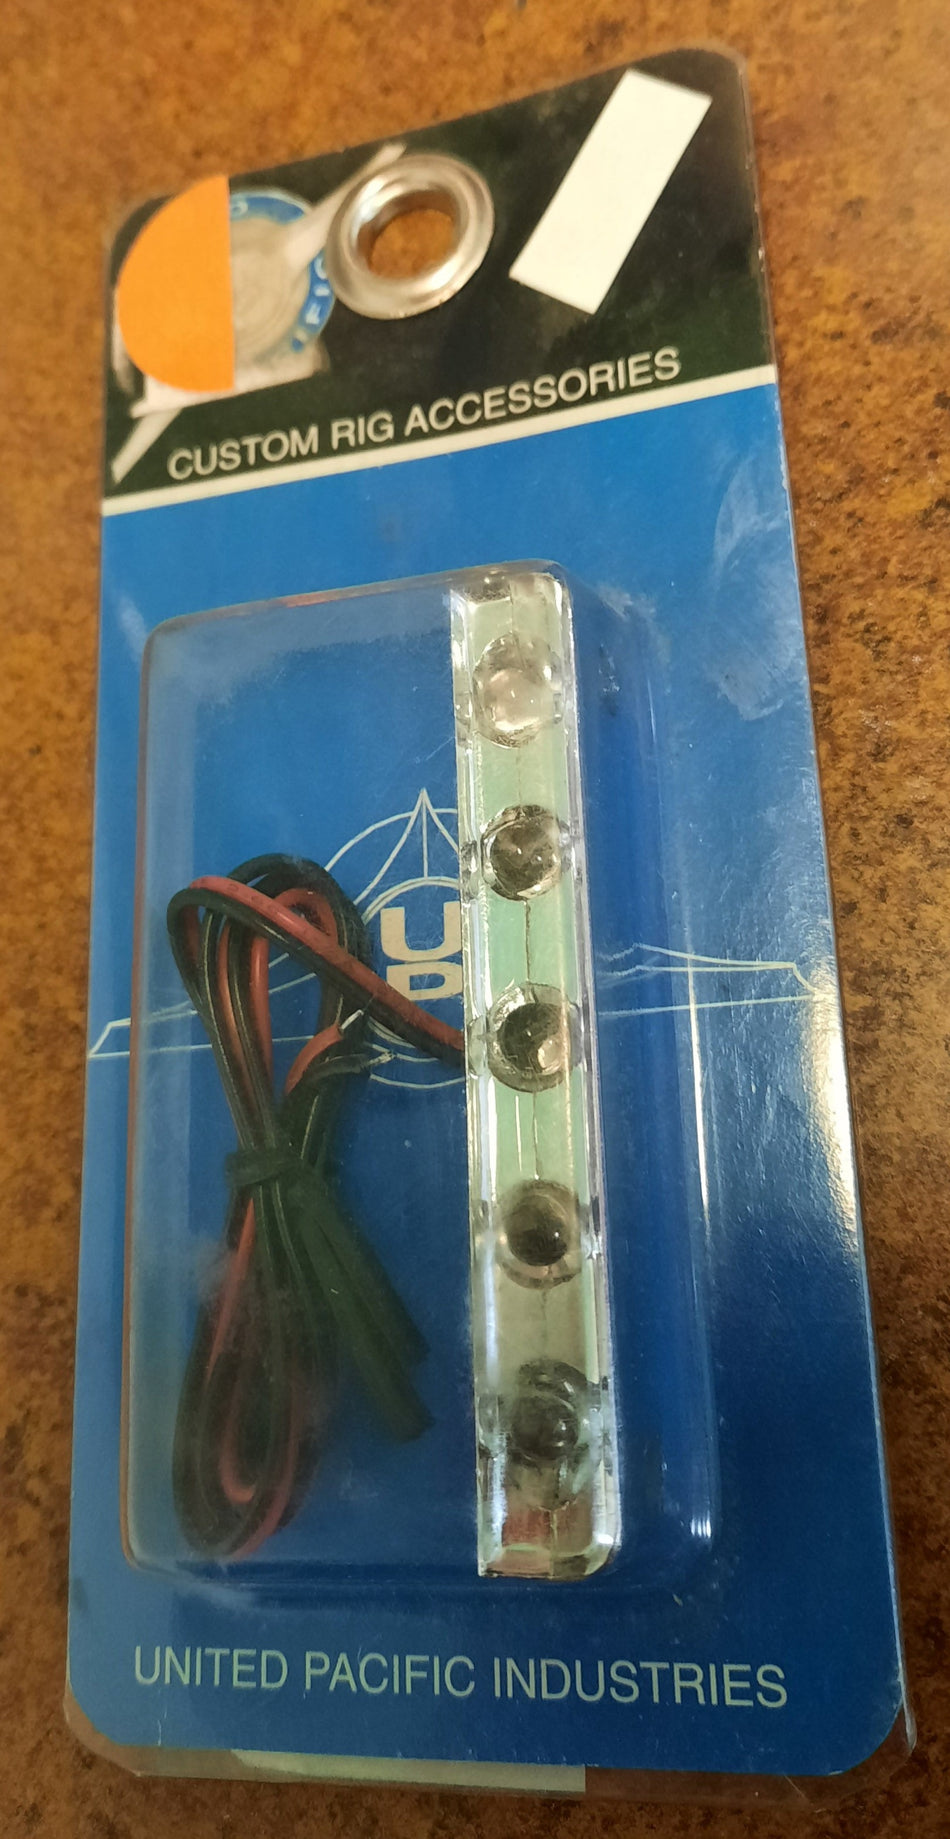 CUSTOM RIG ACCESSORIES
U
P
UNITED PACIFIC INDUSTRIES